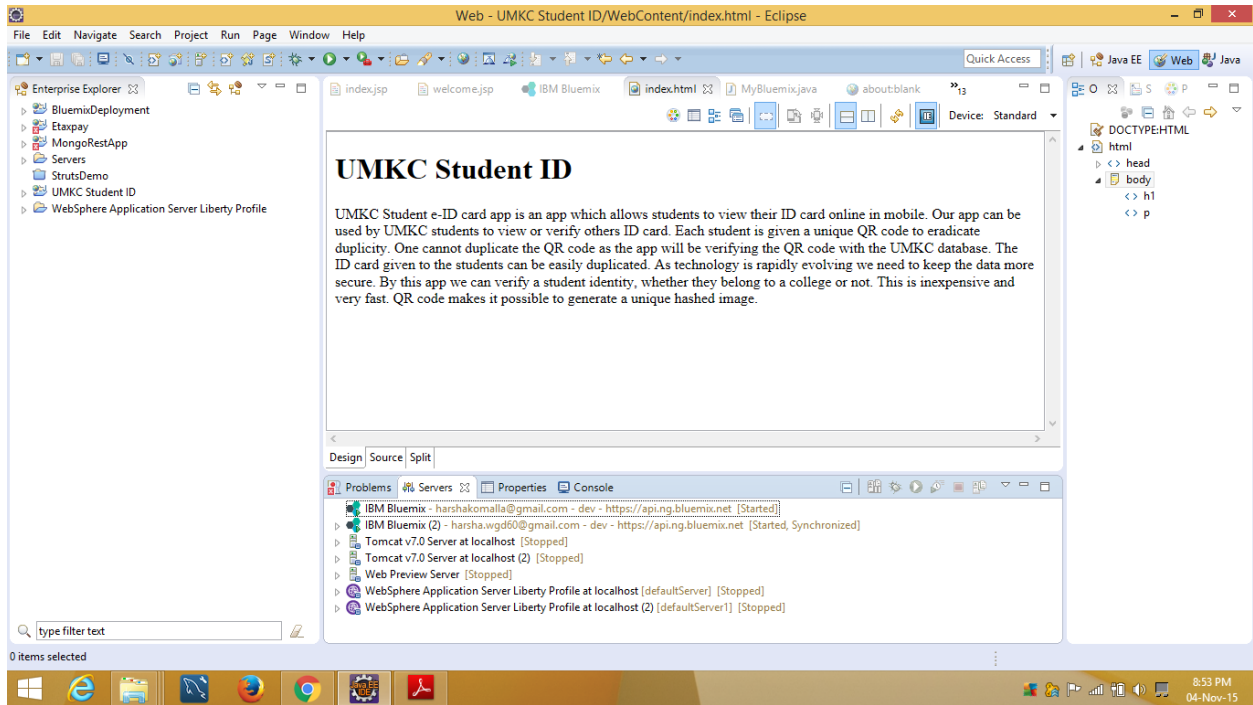 Web - UMKC Student ID/WebContent/index.html - Eclipse
File Edit Navigate Search Project Run Page Window Help
Quick Access
Java EE
Web
Java
Enterprise Explorer
BluemixDeployment
Etaxpay
MongoRestApp
Servers
StrutsDemo
UMKC Student ID
WebSphere Application Server Liberty Profile
type filter text
index.jsp
welcome.jsp
IBM Bluemix
index.html
MyBluemix.java
about:blank
»13
Device: Standard
UMKC Student ID
UMKC Student e-ID card app is an app which allows students to view their ID card online in mobile. Our app can be
used by UMKC students to view or verify others ID card. Each student is given a unique QR code to eradicate
duplicity. One cannot duplicate the QR code as the app will be verifying the QR code with the UMKC database. The
ID card given to the students can be easily duplicated. As technology is rapidly evolving we need to keep the data more
secure. By this app we can verify a student identity, whether they belong to a college or not. This is inexpensive and
very fast. QR code makes it possible to generate a unique hashed image.
Design Source Split
O
S
P
DOCTYPE:HTML
html
<> head
body
<> h1
<> p
Problems Servers Properties Console
IBM Bluemix - harshakomalla@gmail.com - dev - https://api.ng.bluemix.net [Started]
IBM Bluemix (2) - harsha.wgd60@gmail.com - dev - https://api.ng.bluemix.net [Started, Synchronized]
Tomcat v7.0 Server at localhost [Stopped]
Tomcat v7.0 Server at localhost (2) [Stopped]
Web Preview Server [Stopped]
WebSphere Application Server Liberty Profile at localhost [defaultServer] [Stopped]
WebSphere Application Server Liberty Profile at localhost (2) [defaultServer1] [Stopped]
0 items selected
Java EE
IDE
8:53 PM
04-Nov-15